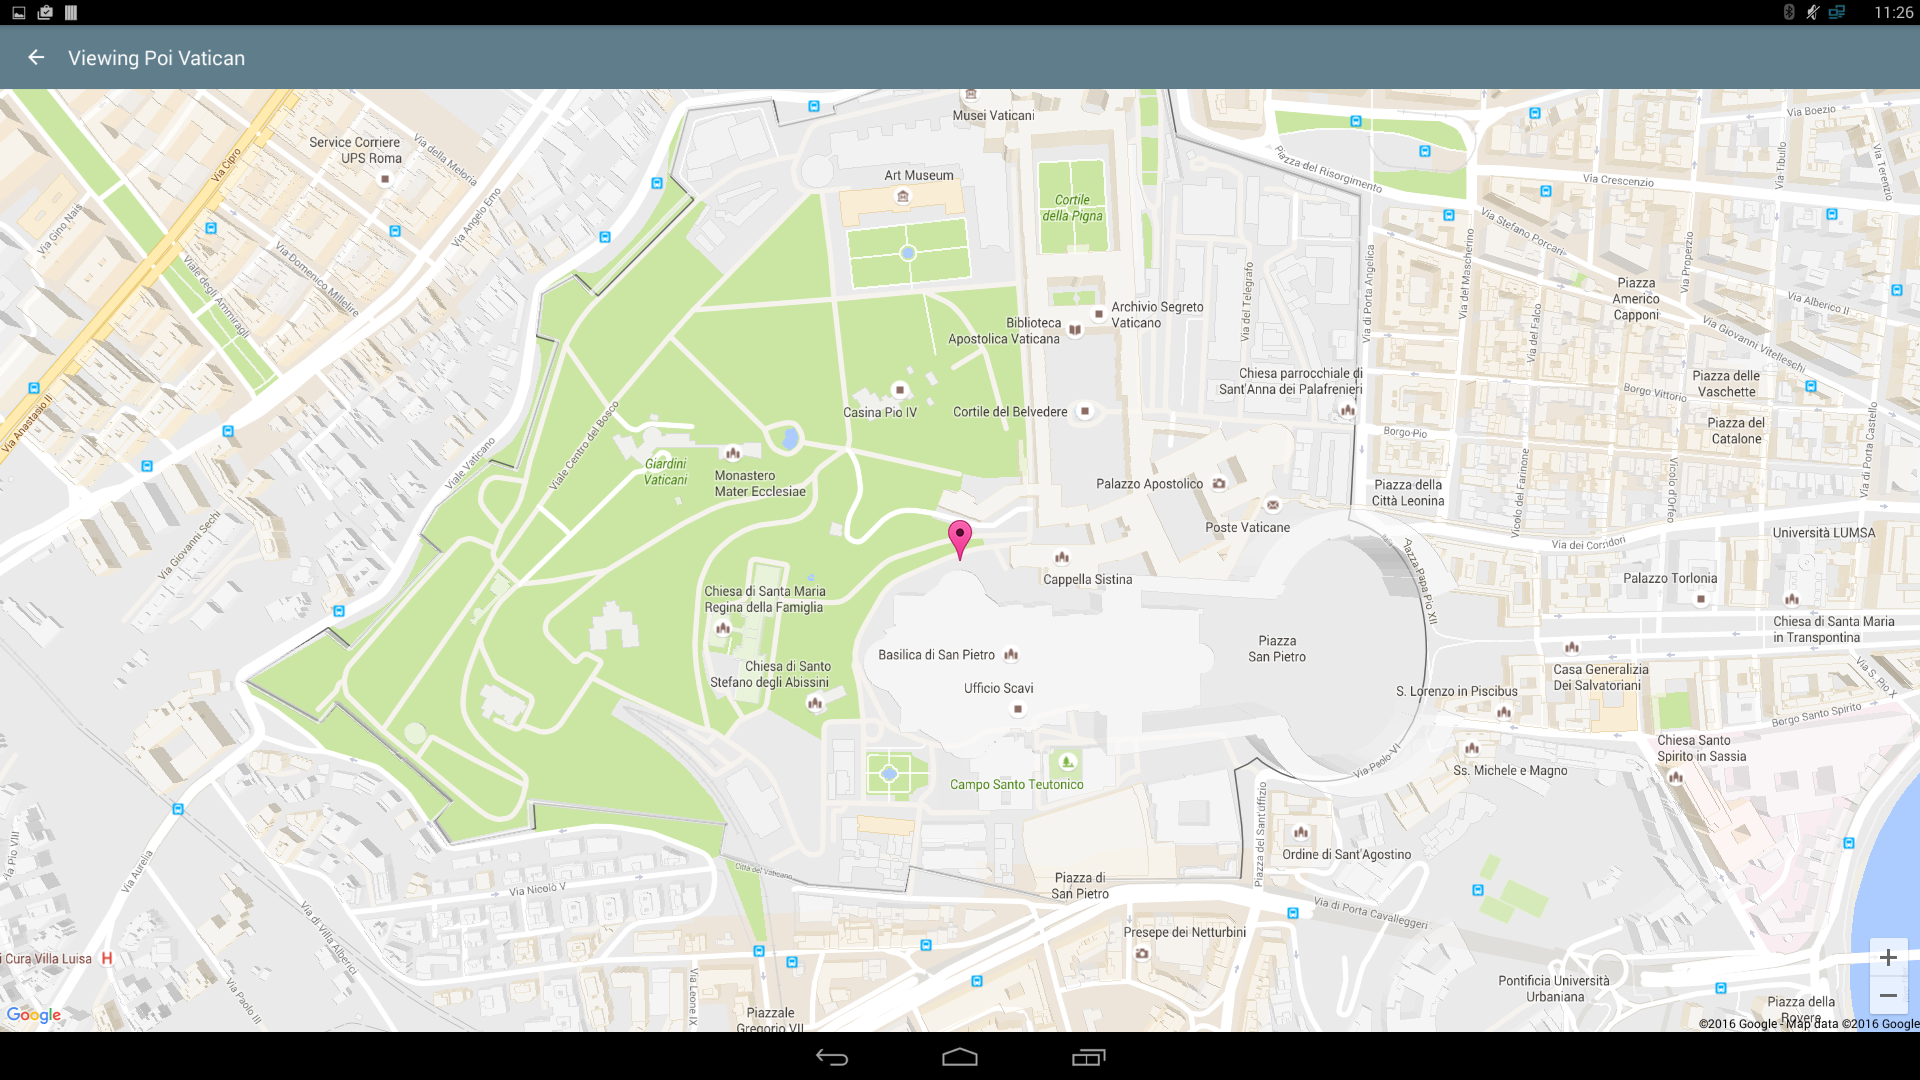 11:26
Viewing Poi Vatican
Musei Vaticani
Via Boezio
Service Corriere
UPS Roma
Via della Meloria
Via Cipro
Piazza del Risorgimento
Via Crescenzio
Via Tibullo
Via Terenzio
Art Museum
Cortile
della Pigna
Via Gino Nais
Via Angelo Emo
Via Stefano Porcari
Via Domenico Millelire
Viale degli Ammiragli
Via del Telegrafo
Via di Porta Angelica
Via del Mascherino
Via Properzio
Piazza
Americo
Capponi
Via Alberico II
Archivio Segreto
Vaticano
Biblioteca
Apostolica Vaticana
Via del Falco
Via Giovanni Vitelleschi
Chiesa parrocchiale di
Sant'Anna dei Palafrenieri
Piazza delle
Vaschette
Borgo Vittorio
Casina Pio IV
Cortile del Belvedere
Via Anastasio II
Viale Centro del Bosco
Borgo Pio
Piazza del
Catalone
Via di Porta Castello
Viale Vaticano
Giardini
Vaticani
Monastero
Mater Ecclesiae
Palazzo Apostolico
Piazza della
Città Leonina
Vicolo del Farinone
Vicolo d'Orfeo
Poste Vaticane
Via Giovanni Sechi
Via dei Corridori
Università LUMSA
Piazza Papa Pio XII
Cappella Sistina
Palazzo Torlonia
Chiesa di Santa Maria
Regina della Famiglia
Chiesa di Santa Maria
in Transpontina
Basilica di San Pietro
Piazza
San Pietro
Chiesa di Santo
Stefano degli Abissini
Ufficio Scavi
Casa Generalizia
Dei Salvatoriani
S. Lorenzo in Piscibus
Via S. Pio X
Borgo Santo Spirito
Chiesa Santo
Spirito in Sassia
Via Paolo VI
Ss. Michele e Magno
Campo Santo Teutonico
Piazza del Sant'uffizio
Ordine di Sant'Agostino
Via Pio VIII
Via Aurelia
Città del Vaticano
Piazza di
San Pietro
Via Nicolò V
Via di Villa Alberici
Via di Porta Cavalleggeri
Presepe dei Netturbini
i Cura Villa Luisa
H
Via Paolo III
Via Leone IX
Pontificia Università
Urbaniana
Piazzale
Gregorio VII
Piazza della
Rovere
Google
©2016 Google - Map data ©2016 Google